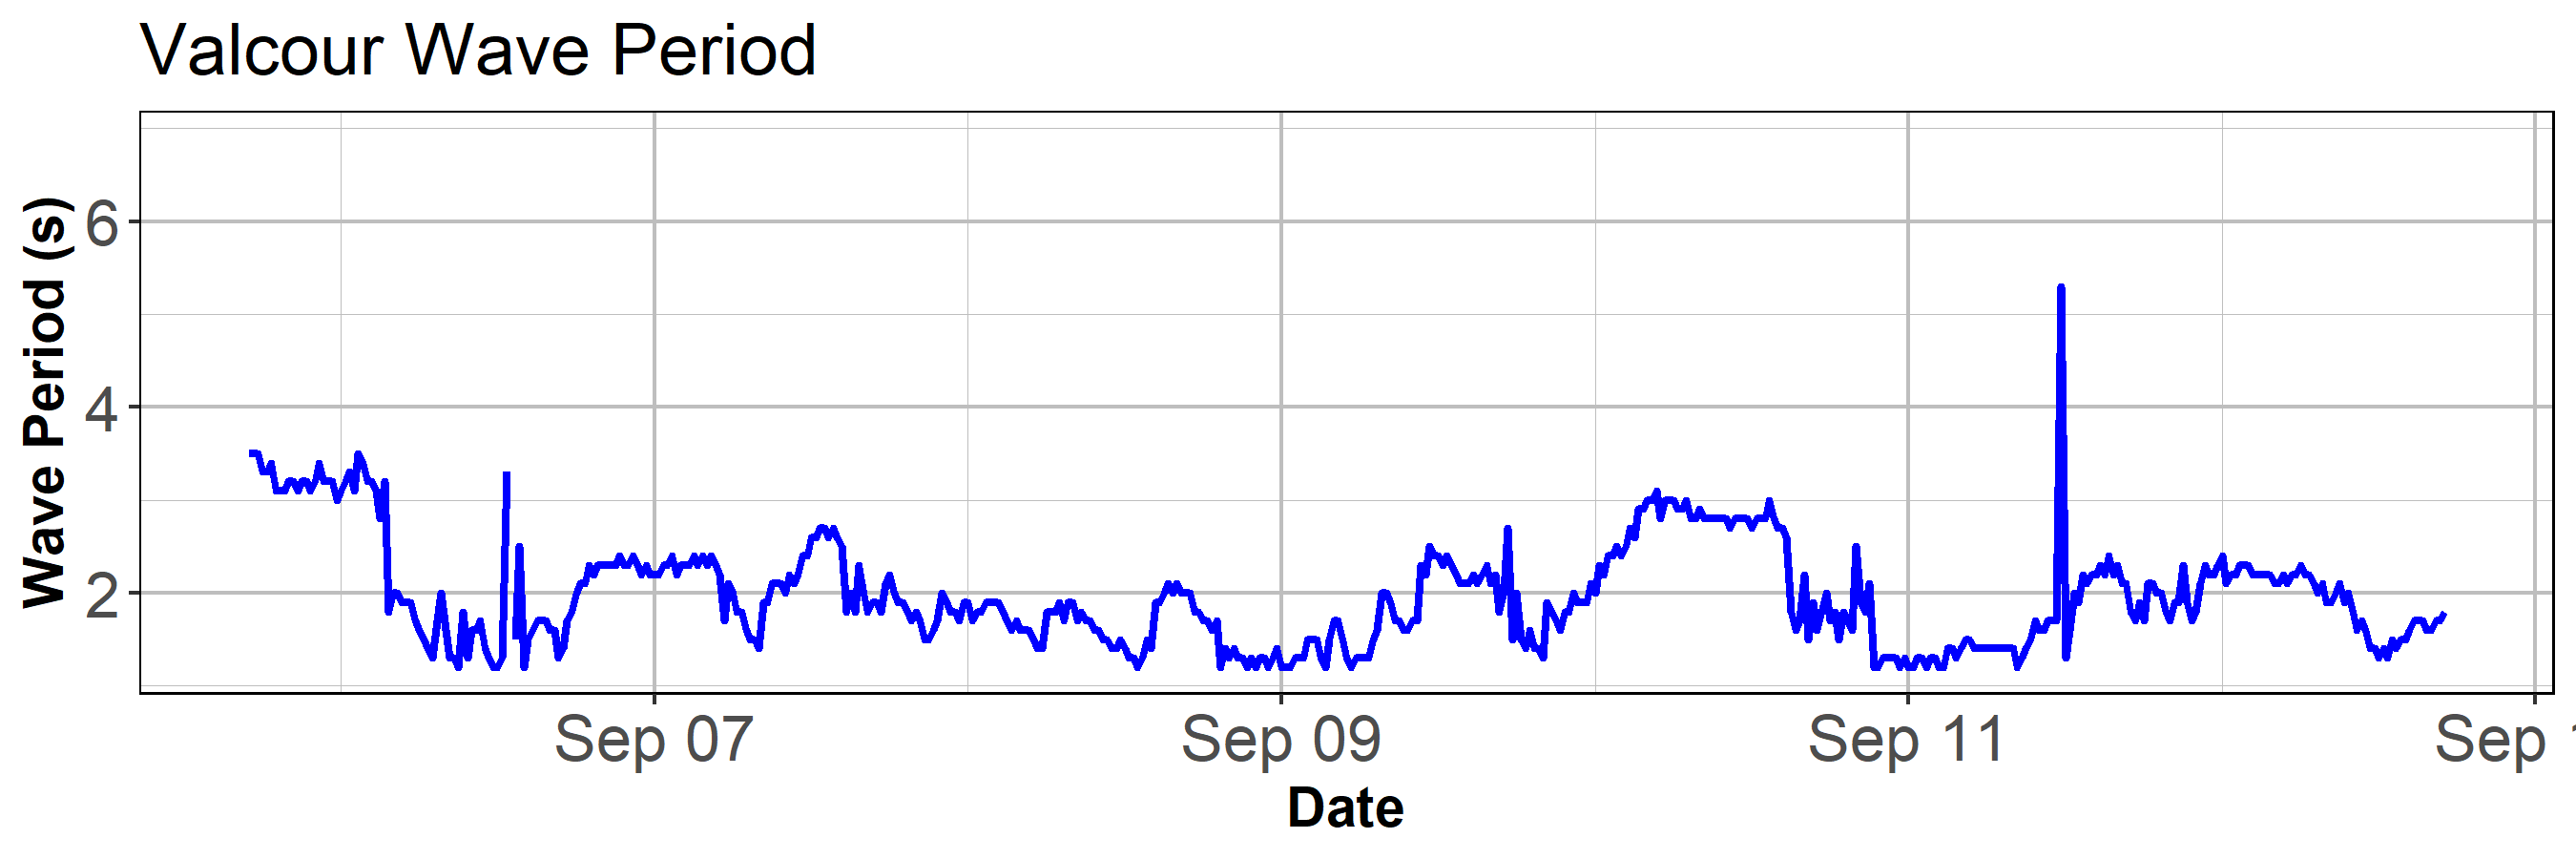 Valcour Wave Period
Wave Period (s)
6
4
2
Sep 07
Sep 09
Sep 11
Sep
Date